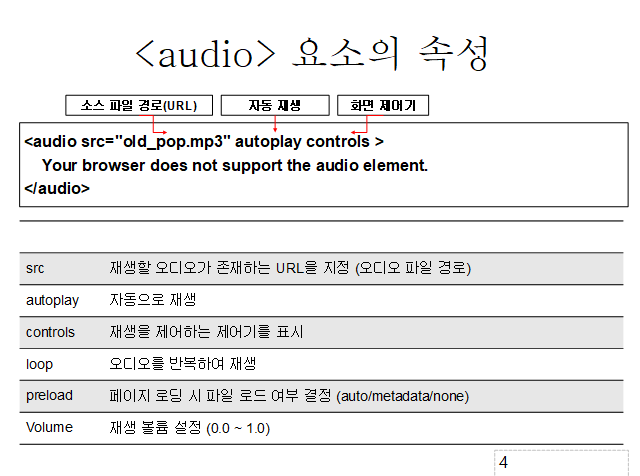 <audio> 요소의 속성
소스 파일 경로(URL) 자동 재생 화면 제어기
<audio src="old_pop.mp3" autoplay controls >
Your browser does not support the audio element.
</audio>
src 재생할 오디오가 존재하는 URL을 지정 (오디오 파일 경로)
autoplay 자동으로 재생
controls 재생을 제어하는 제어기를 표시
loop 오디오를 반복하여 재생
preload 페이지 로딩 시 파일 로드 여부 결정 (auto/metadata/none)
Volume 재생 볼륨 설정 (0.0 ~ 1.0)
4